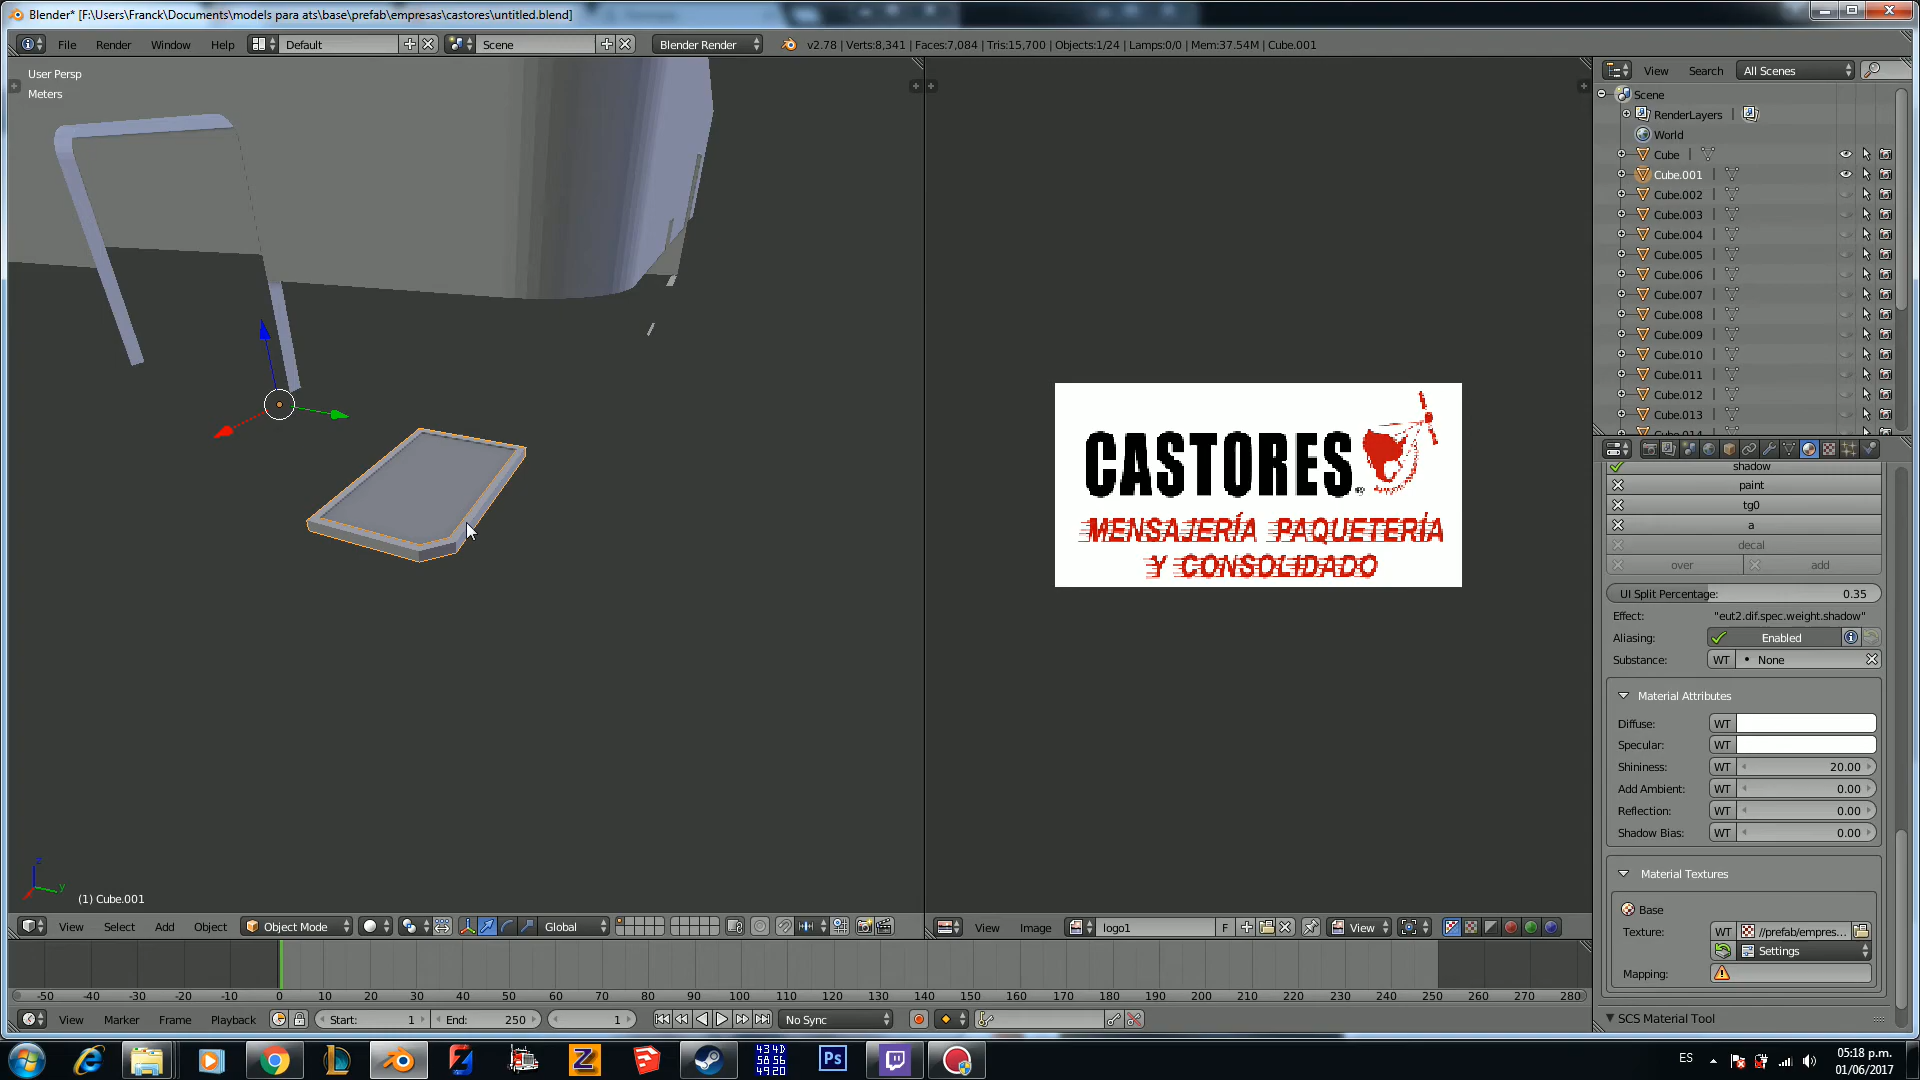 Blender* [F:\Users\Franck\Documents\models para ats\base\prefab\empresas\castores\untitled.blend]
File Render Window Help Default Scene Blender Render v2.78 | Verts:8,341 | Faces:7,084 | Tris:15,700 | Objects:1/24 | Lamps:0/0 | Mem:37.54M | Cube.001
User Persp
Meters
View Search All Scenes
Scene
RenderLayers
World
Cube
Cube.001
Cube.002
Cube.003
Cube.004
Cube.005
Cube.006
Cube.007
Cube.008
Cube.009
Cube.010
Cube.011
Cube.012
Cube.013
CASTORES
MENSAJERÍA PAQUETERÍA
Y CONSOLIDADO
shadow
paint
tg0
a
decal
over add
UI Split Percentage: 0.35
Effect: "eut2.dif.spec.weight.shadow"
Aliasing: Enabled
Substance: WT None
Material Attributes
Diffuse: WT
Specular: WT
Shininess: WT 20.00
Add Ambient: WT 0.00
Reflection: WT 0.00
Shadow Bias: WT 0.00
Material Textures
Base
Texture: WT //prefab/empres...
Settings
Mapping:
SCS Material Tool
z
y
(1) Cube.001
View Select Add Object Object Mode Global
View Image logo1 F View
-50 -40 -30 -20 -10 0 10 20 30 40 50 60 70 80 90 100 110 120 130 140 150 160 170 180 190 200 210 220 230 240 250 260 270 280
View Marker Frame Playback Start: 1 End: 250 1 No Sync
434D
5856
4920
Ps
ES
05:18 p.m.
01/06/2017